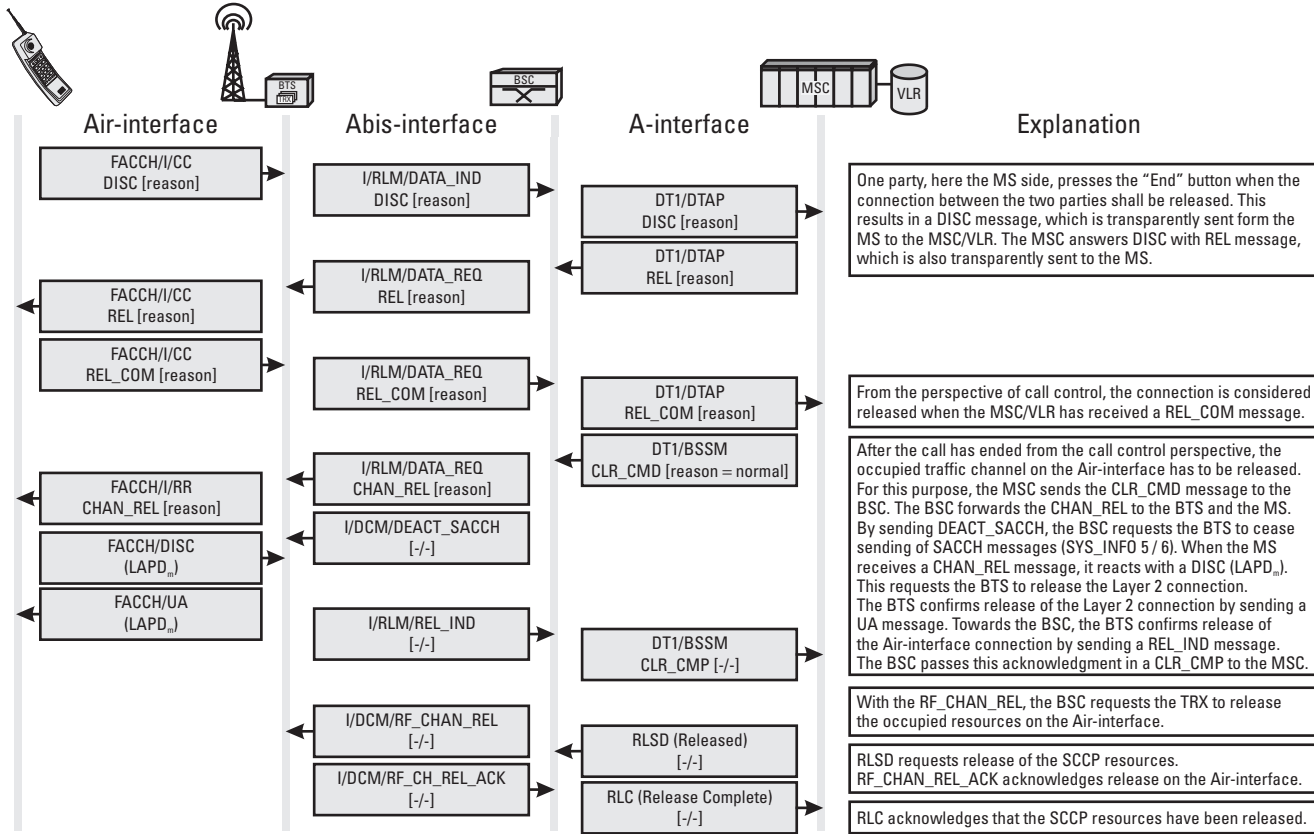 BTS
TRX
BSC
MSC
VLR
Air-interface
Abis-interface
A-interface
Explanation
FACCH/I/CC
DISC [reason]
I/RLM/DATA_IND
DISC [reason]
DT1/DTAP
DISC [reason]
DT1/DTAP
REL [reason]
I/RLM/DATA_REQ
REL [reason]
FACCH/I/CC
REL [reason]
One party, here the MS side, presses the “End” button when the
connection between the two parties shall be released. This
results in a DISC message, which is transparently sent form the
MS to the MSC/VLR. The MSC answers DISC with REL message,
which is also transparently sent to the MS.
FACCH/I/CC
REL_COM [reason]
I/RLM/DATA_REQ
REL_COM [reason]
DT1/DTAP
REL_COM [reason]
From the perspective of call control, the connection is considered
released when the MSC/VLR has received a REL_COM message.
DT1/BSSM
CLR_CMD [reason = normal]
I/RLM/DATA_REQ
CHAN_REL [reason]
FACCH/I/RR
CHAN_REL [reason]
I/DCM/DEACT_SACCH
[-/-]
FACCH/DISC
(LAPDm)
FACCH/UA
(LAPDm)
I/RLM/REL_IND
[-/-]
DT1/BSSM
CLR_CMP [-/-]
After the call has ended from the call control perspective, the
occupied traffic channel on the Air-interface has to be released.
For this purpose, the MSC sends the CLR_CMD message to the
BSC. The BSC forwards the CHAN_REL to the BTS and the MS.
By sending DEACT_SACCH, the BSC requests the BTS to cease
sending of SACCH messages (SYS_INFO 5 / 6). When the MS
receives a CHAN_REL message, it reacts with a DISC (LAPDm).
This requests the BTS to release the Layer 2 connection.
The BTS confirms release of the Layer 2 connection by sending a
UA message. Towards the BSC, the BTS confirms release of
the Air-interface connection by sending a REL_IND message.
The BSC passes this acknowledgment in a CLR_CMP to the MSC.
I/DCM/RF_CHAN_REL
[-/-]
With the RF_CHAN_REL, the BSC requests the TRX to release
the occupied resources on the Air-interface.
RLSD (Released)
[-/-]
I/DCM/RF_CH_REL_ACK
[-/-]
RLSD requests release of the SCCP resources.
RF_CHAN_REL_ACK acknowledges release on the Air-interface.
RLC (Release Complete)
[-/-]
RLC acknowledges that the SCCP resources have been released.